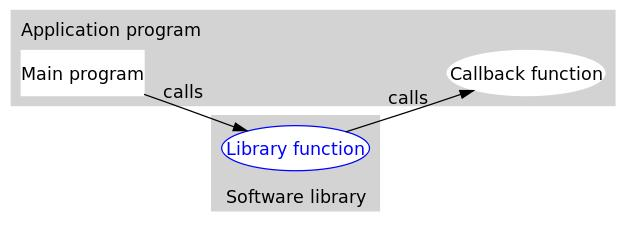 Application program
Main program
Callback function
calls
calls
Library function
Software library